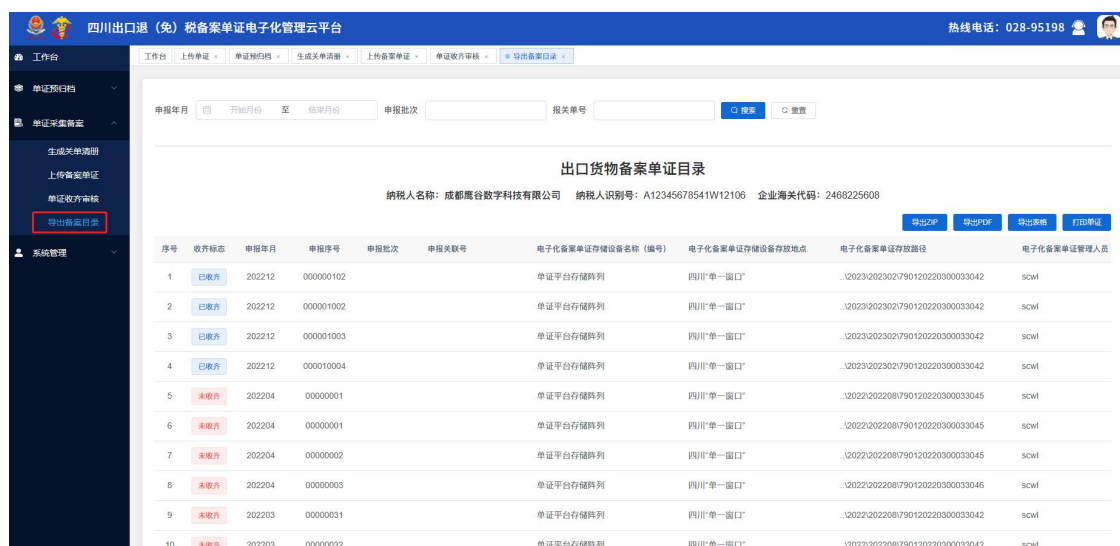 四川出口退（免）税备案单证电子化管理云平台 热线电话：028-95198
工作台 工作台 上传单证 × 单证预归档 × 生成关单清册 × 上传备案单证 × 单证收齐审核 × 导出备案目录 ×
单证预归档
申报年月 开始月份 至 结束月份 申报批次 报关单号 搜索 重置
单证采集备案
生成关单清册
上传备案单证
单证收齐审核
导出备案目录
系统管理
出口货物备案单证目录
纳税人名称：成都鹰谷数字科技有限公司 纳税人识别号：A12345678541W12106 企业海关代码：2468225608
导出ZIP 导出PDF 导出表格 打印单证
序号 收齐标志 申报年月 申报序号 申报批次 申报关联号 电子化备案单证存储设备名称（编号） 电子化备案单证存储设备存放地点 电子化备案单证存放路径 电子化备案单证管理人员
1 已收齐 202212 000000102 单证平台存储阵列 四川“单一窗口” ..\2023\202302\790120220300033042 scwl
2 已收齐 202212 000001002 单证平台存储阵列 四川“单一窗口” ..\2023\202302\790120220300033042 scwl
3 已收齐 202212 000001003 单证平台存储阵列 四川“单一窗口” ..\2023\202302\790120220300033042 scwl
4 已收齐 202212 000010004 单证平台存储阵列 四川“单一窗口” ..\2023\202302\790120220300033042 scwl
5 未收齐 202204 00000001 单证平台存储阵列 四川“单一窗口” ..\2022\202208\790120220300033045 scwl
6 未收齐 202204 00000001 单证平台存储阵列 四川“单一窗口” ..\2022\202208\790120220300033045 scwl
7 未收齐 202204 00000002 单证平台存储阵列 四川“单一窗口” ..\2022\202208\790120220300033045 scwl
8 未收齐 202204 00000003 单证平台存储阵列 四川“单一窗口” ..\2022\202208\790120220300033046 scwl
9 未收齐 202203 00000031 单证平台存储阵列 四川“单一窗口” ..\2022\202208\790120220300033042 scwl
10 未收齐 202203 00000032 单证平台存储阵列 四川“单一窗口” ..\2022\202208\790120220300033042 scwl